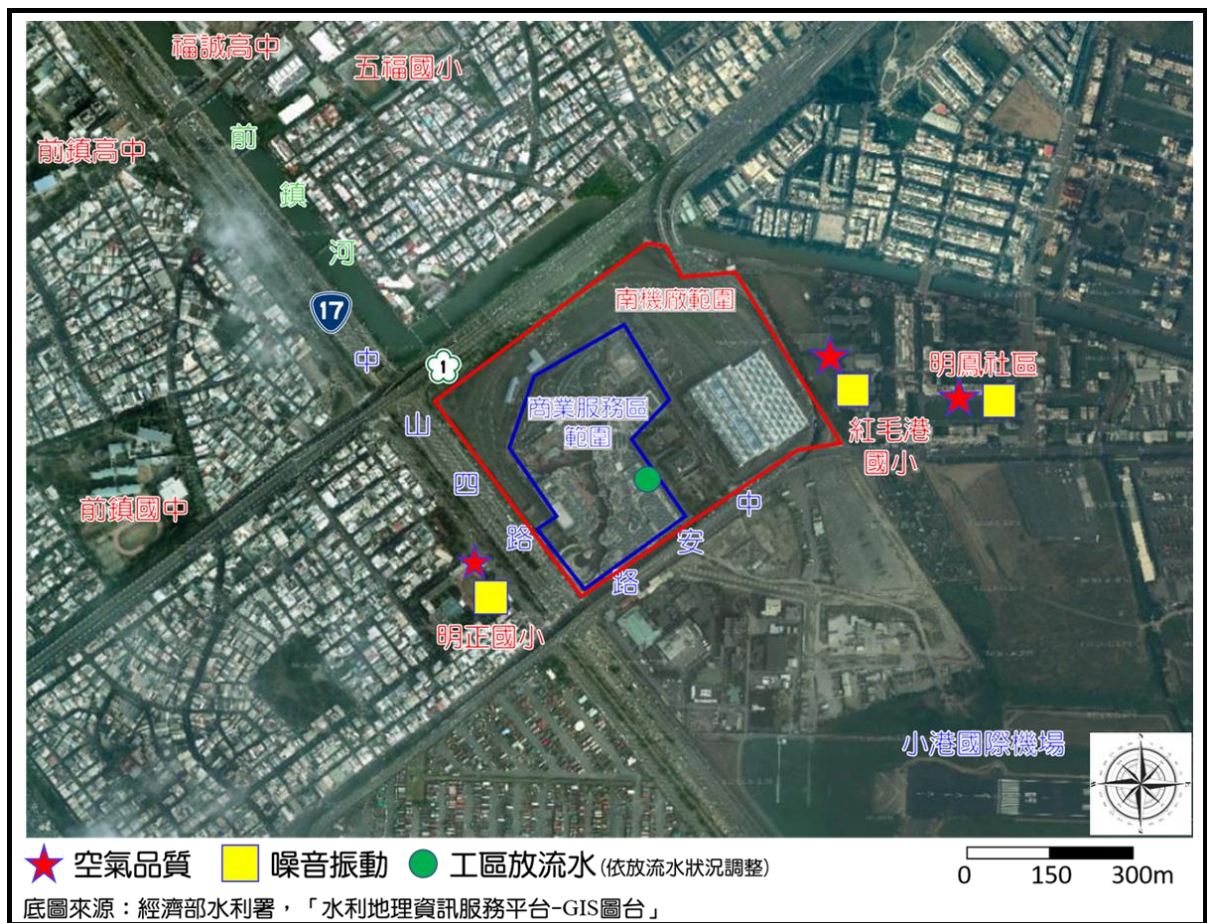 福誠高中
五福國小
前鎮高中
前
鎮
河
17
1
南機廠範圍
中
山
四
路
商業服務區
範圍
明鳳社區
紅毛港
國小
前鎮國中
中
安
路
明正國小
小港國際機場
空氣品質 噪音振動 工區放流水(依放流水狀況調整)
0 150 300m
底圖來源：經濟部水利署，「水利地理資訊服務平台-GIS圖台」